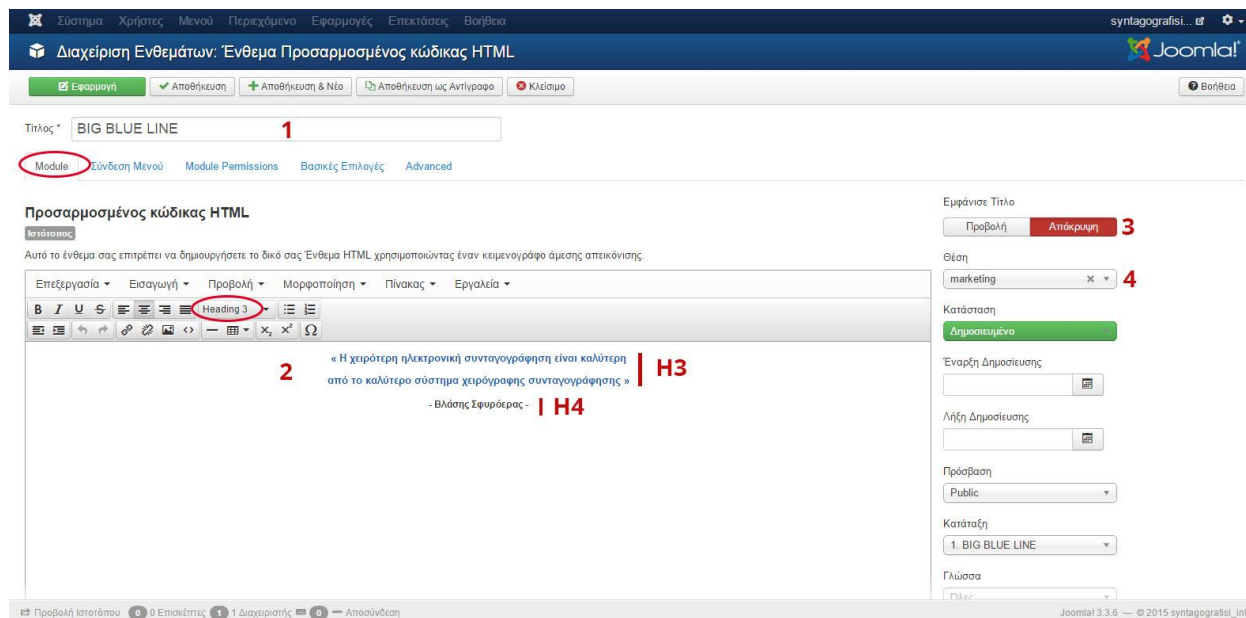 Σύστημα Χρήστες Μενού Περιεχόμενο Εφαρμογές Επεκτάσεις Βοήθεια syntagografisi...
Διαχείριση Ενθεμάτων: Ένθεμα Προσαρμοσμένος κώδικας HTML Joomla!
Εφαρμογή Αποθήκευση Αποθήκευση & Νέο Αποθήκευση ως Αντίγραφο Κλείσιμο Βοήθεια
Τίτλος * BIG BLUE LINE 1
Module Σύνδεση Μενού Module Permissions Βασικές Επιλογές Advanced
Προσαρμοσμένος κώδικας HTML
Ιστότοπος
Αυτό το ένθεμα σας επιτρέπει να δημιουργήσετε το δικό σας Ένθεμα HTML χρησιμοποιώντας έναν κειμενογράφο άμεσης απεικόνισης.
Επεξεργασία Εισαγωγή Προβολή Μορφοποίηση Πίνακας Εργαλεία
B I U S Heading 3
x₂ x² Ω
2
« Η χειρότερη ηλεκτρονική συνταγογράφηση είναι καλύτερη
από το καλύτερο σύστημα χειρόγραφης συνταγογράφησης »
H3
- Βλάσης Σφυρόερας - H4
Εμφάνισε Τίτλο
Προβολή Απόκρυψη 3
Θέση
marketing 4
Κατάσταση
Δημοσιευμένο
Έναρξη Δημοσίευσης
Λήξη Δημοσίευσης
Πρόσβαση
Public
Κατάταξη
1. BIG BLUE LINE
Γλώσσα
Όλες
Προβολή Ιστοτόπου 0 0 Επισκέπτες 1 1 Διαχειριστής 0 Αποσύνδεση Joomla! 3.3.6 — © 2015 syntagografisi_inf